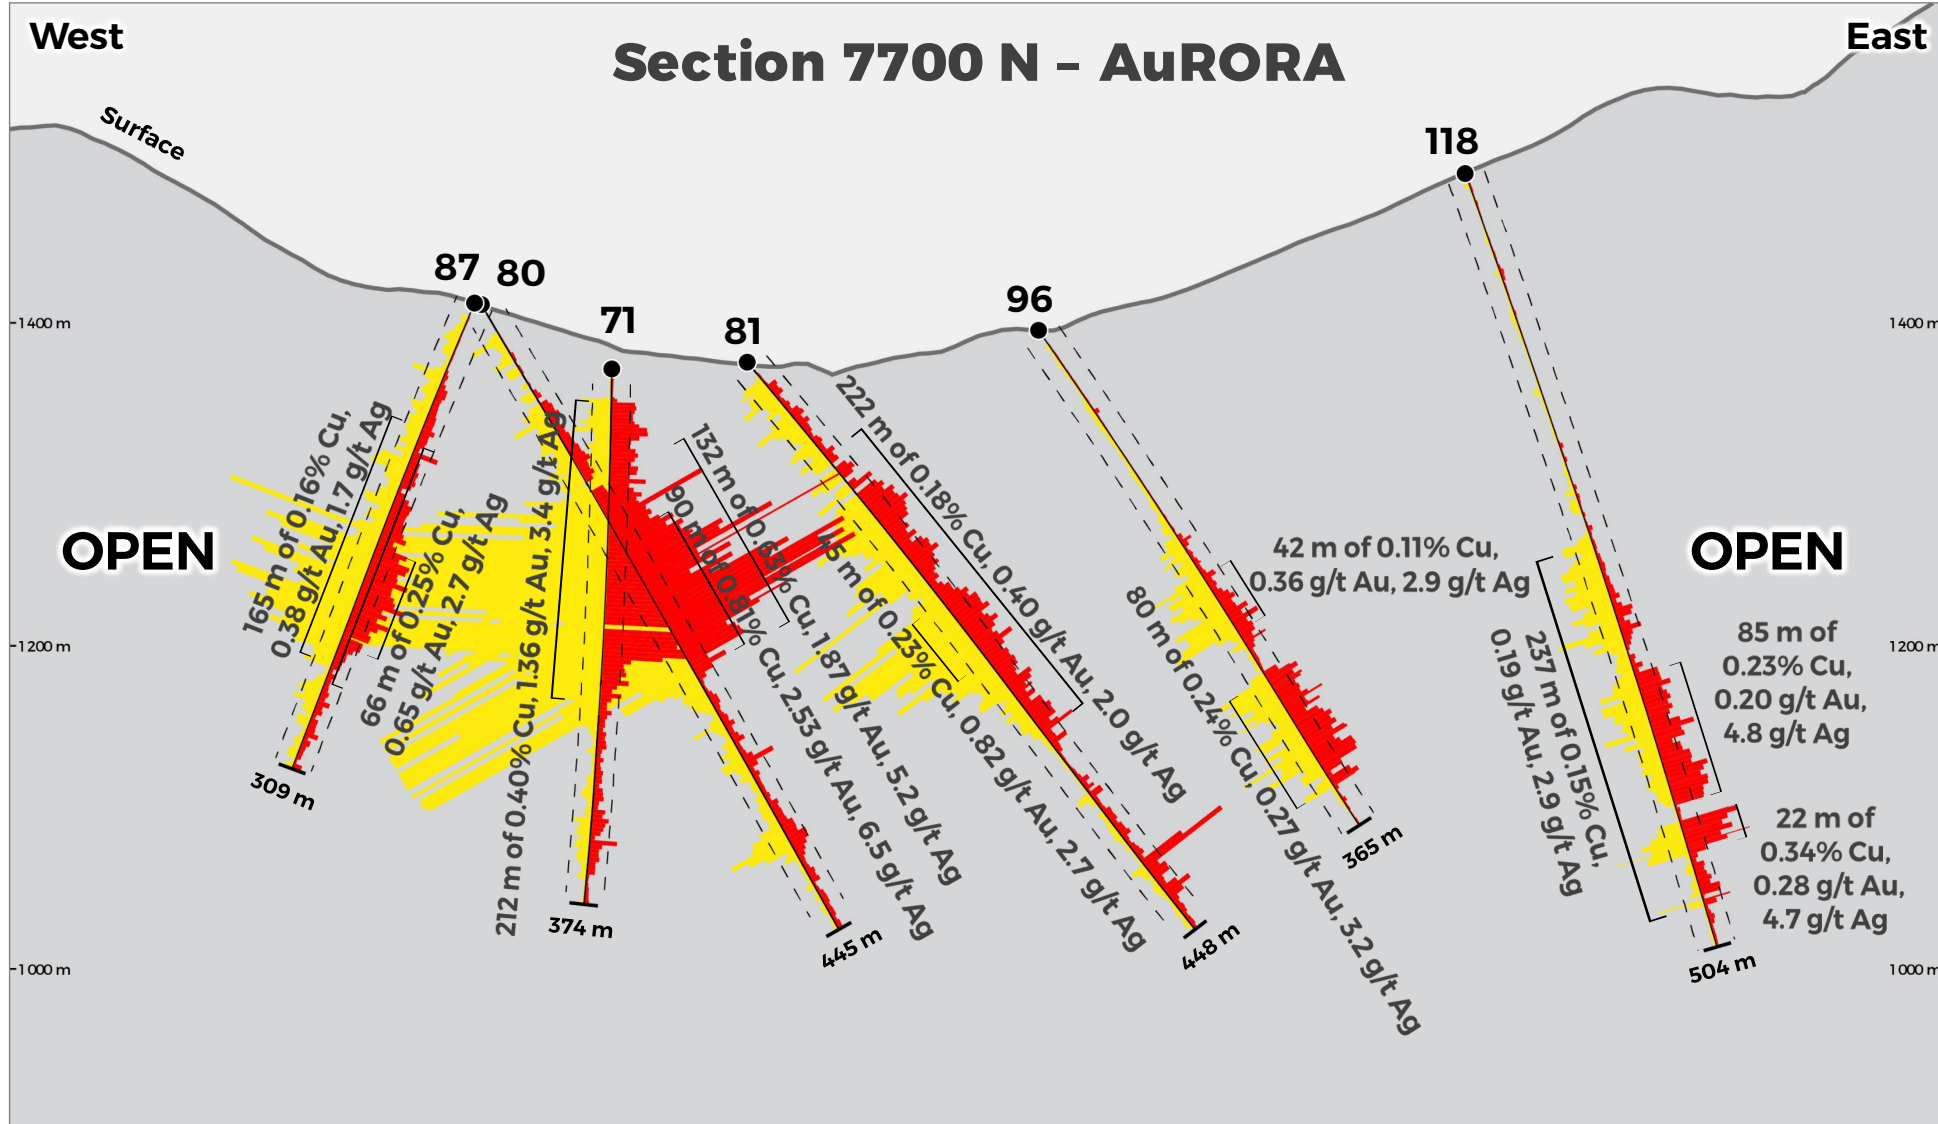 West
East
Section 7700 N – AuRORA
Surface
118
87
80
71
81
96
1400 m
1400 m
165 m of 0.16% Cu,
0.38 g/t Au, 1.7 g/t Ag
66 m of 0.25% Cu,
0.65 g/t Au, 2.7 g/t Ag
212 m of 0.40% Cu, 1.36 g/t Au, 3.4 g/t Ag
132 m of 0.63% Cu, 1.87 g/t Au, 5.2 g/t Ag
90 m of 0.81% Cu, 2.53 g/t Au, 6.5 g/t Ag
222 m of 0.18% Cu, 0.40 g/t Au, 2.0 g/t Ag
45 m of 0.23% Cu, 0.82 g/t Au, 2.7 g/t Ag
42 m of 0.11% Cu,
0.36 g/t Au, 2.9 g/t Ag
80 m of 0.24% Cu, 0.27 g/t Au, 3.2 g/t Ag
237 m of 0.15% Cu,
0.19 g/t Au, 2.9 g/t Ag
OPEN
OPEN
85 m of
0.23% Cu,
0.20 g/t Au,
4.8 g/t Ag
22 m of
0.34% Cu,
0.28 g/t Au,
4.7 g/t Ag
1200 m
1200 m
309 m
374 m
445 m
448 m
365 m
504 m
1000 m
1000 m